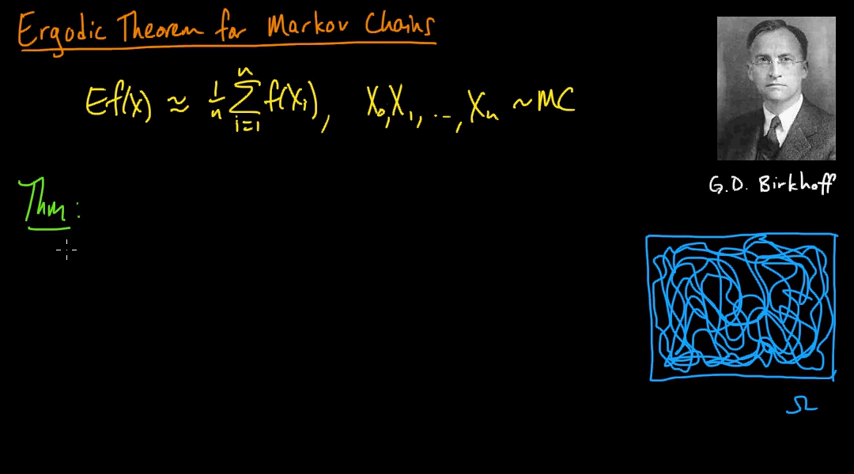 Ergodic Theorem for Markov Chains
Ef(X) ≈ 1/n ∑_{i=1}^{n} f(X_i), X_0, X_1, ..., X_n ~ MC
G.D. Birkhoff
Thm:
Ω